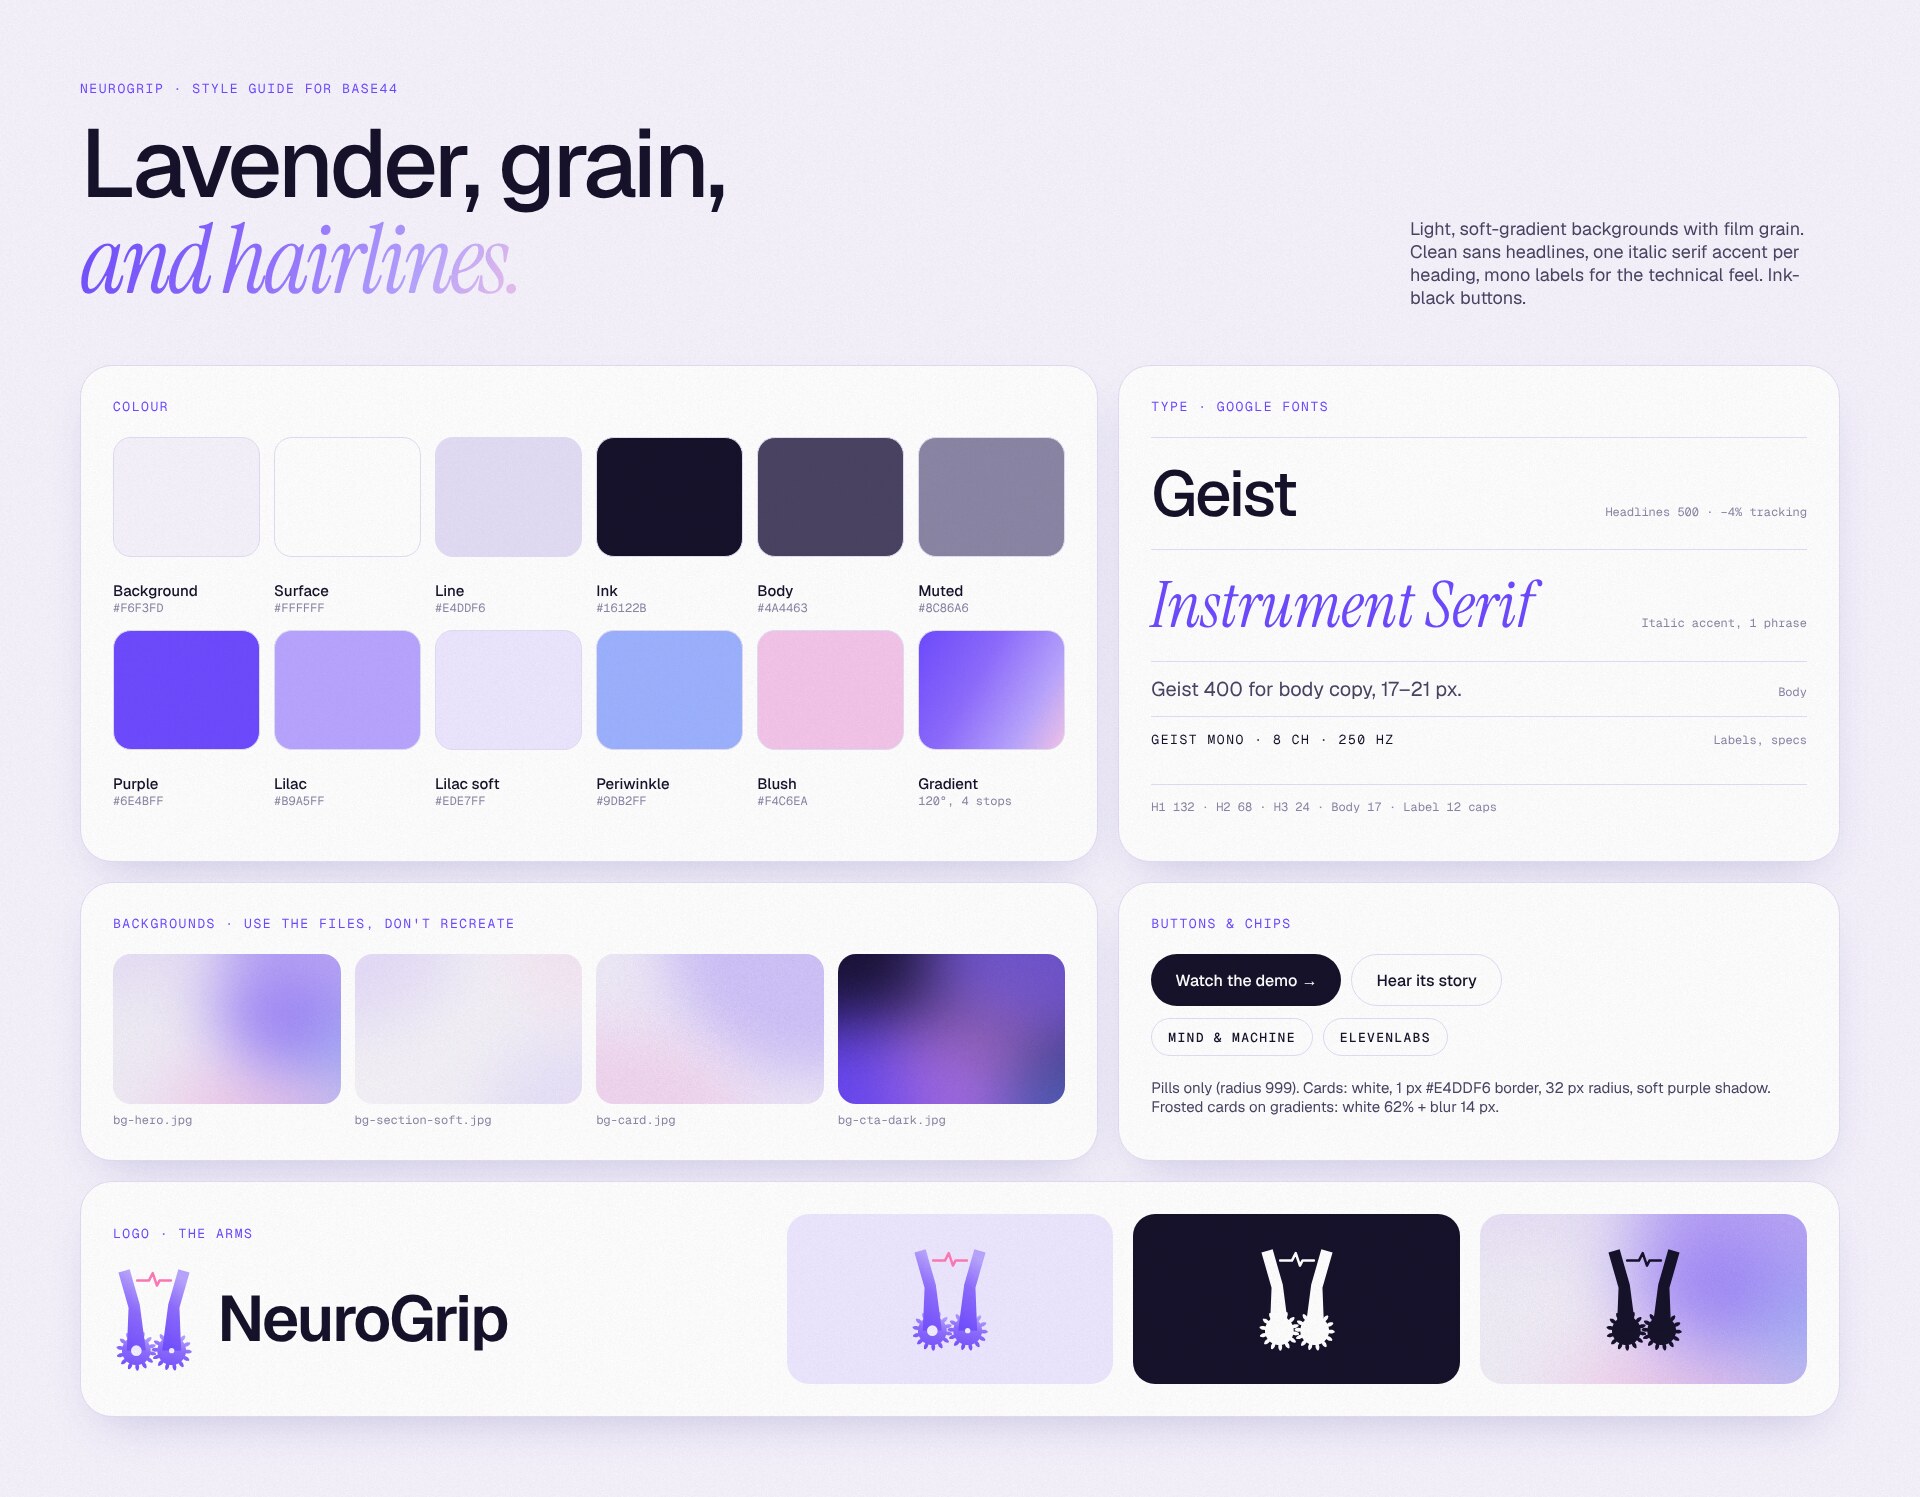 NEUROGRIP · STYLE GUIDE FOR BASE44
Lavender, grain,
and hairlines.
Light, soft-gradient backgrounds with film grain.
Clean sans headlines, one italic serif accent per
heading, mono labels for the technical feel. Ink-
black buttons.
COLOUR
Background
#F6F3FD
Surface
#FFFFFF
Line
#E4DDF6
Ink
#16122B
Body
#4A4463
Muted
#8C86A6
Purple
#6E4BFF
Lilac
#B9A5FF
Lilac soft
#EDE7FF
Periwinkle
#9DB2FF
Blush
#F4C6EA
Gradient
120°, 4 stops
TYPE · GOOGLE FONTS
Geist
Headlines 500 · −4% tracking
Instrument Serif
Italic accent, 1 phrase
Geist 400 for body copy, 17–21 px.
Body
GEIST MONO · 8 CH · 250 HZ
Labels, specs
H1 132 · H2 68 · H3 24 · Body 17 · Label 12 caps
BACKGROUNDS · USE THE FILES, DON'T RECREATE
bg-hero.jpg
bg-section-soft.jpg
bg-card.jpg
bg-cta-dark.jpg
BUTTONS & CHIPS
Watch the demo →
Hear its story
MIND & MACHINE
ELEVENLABS
Pills only (radius 999). Cards: white, 1 px #E4DDF6 border, 32 px radius, soft purple shadow.
Frosted cards on gradients: white 62% + blur 14 px.
LOGO · THE ARMS
NeuroGrip